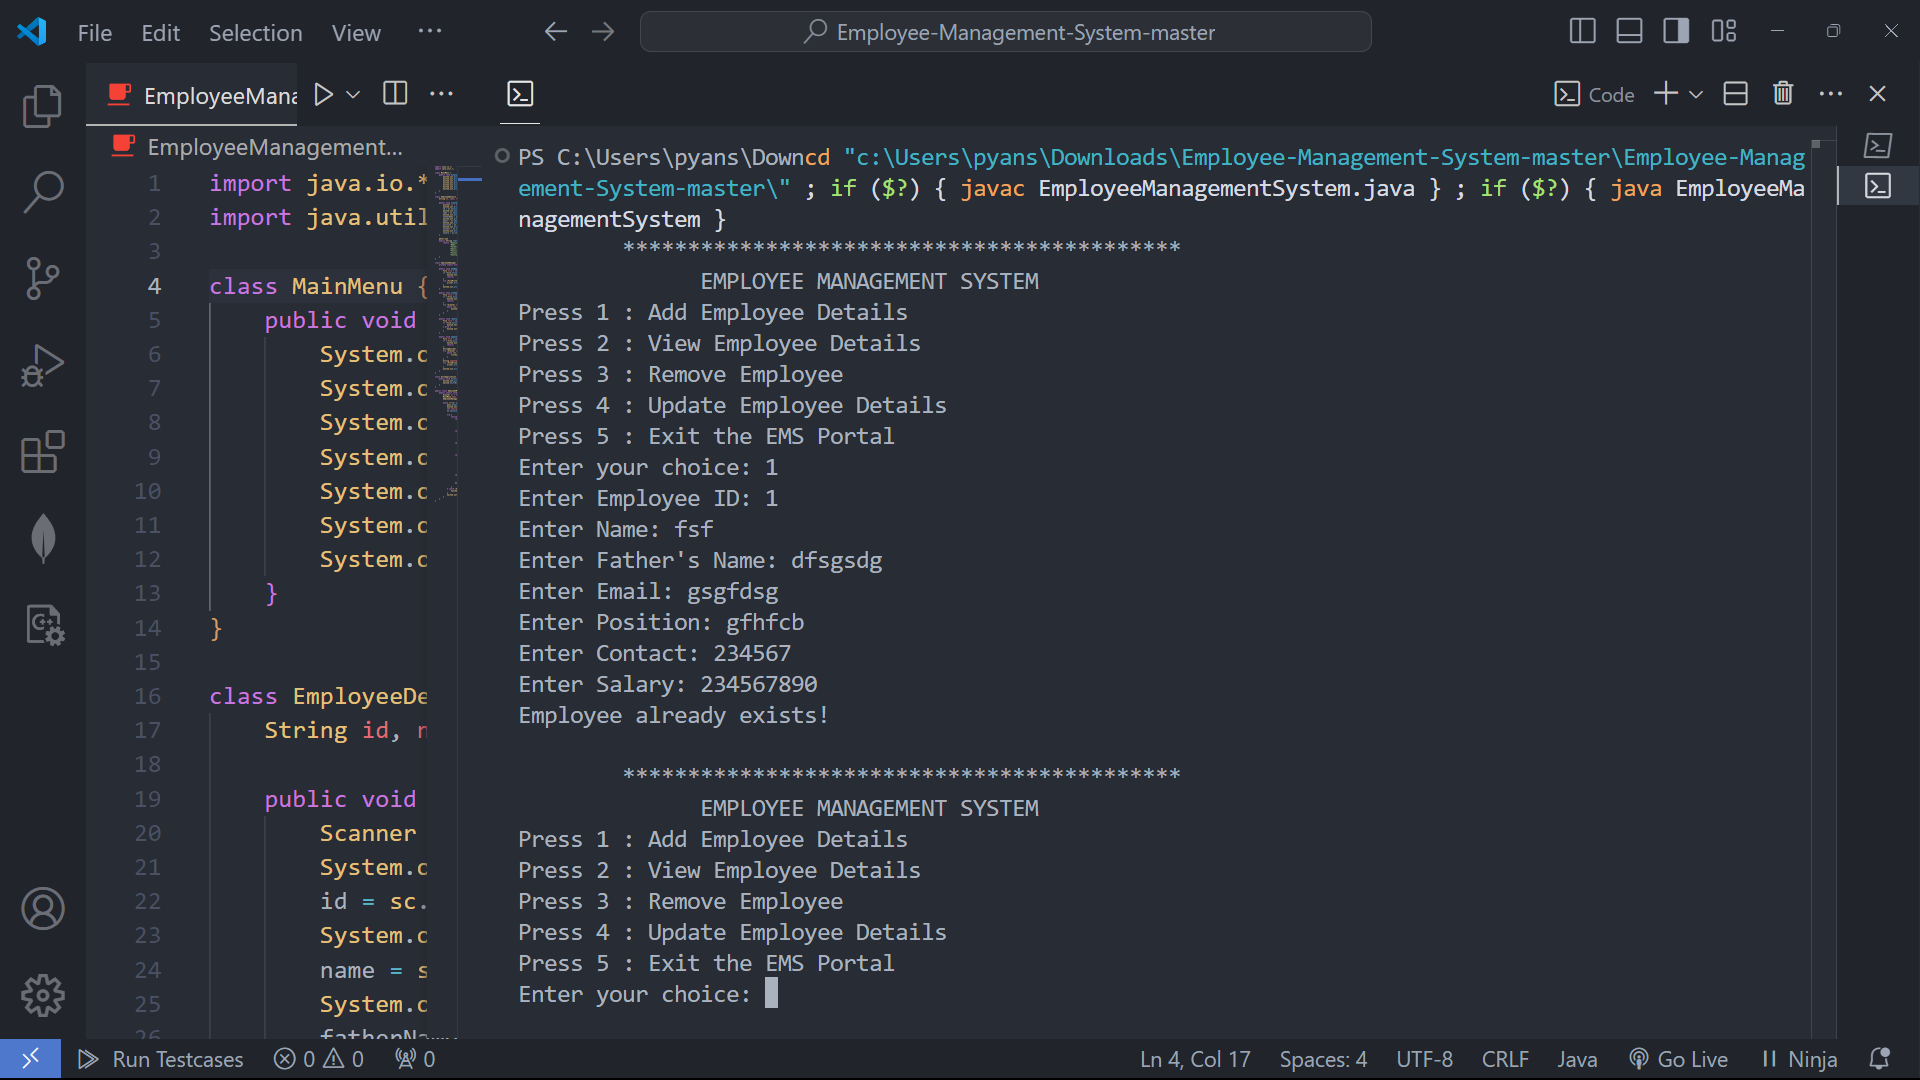 File Edit Selection View ···
Employee-Management-System-master
EmployeeMana
Code
EmployeeManagement...
1 import java.io.*
2 import java.util
3
4 class MainMenu {
5 public void
6 System.o
7 System.o
8 System.o
9 System.o
10 System.o
11 System.o
12 System.o
13 }
14 }
15
16 class EmployeeDe
17 String id, n
18
19 public void
20 Scanner
21 System.o
22 id = sc.
23 System.o
24 name = s
25 System.o
26
PS C:\Users\pyans\Downcd "c:\Users\pyans\Downloads\Employee-Management-System-master\Employee-Manag
ement-System-master\" ; if ($?) { javac EmployeeManagementSystem.java } ; if ($?) { java EmployeeMa
nagementSystem }
*******************************************
EMPLOYEE MANAGEMENT SYSTEM
Press 1 : Add Employee Details
Press 2 : View Employee Details
Press 3 : Remove Employee
Press 4 : Update Employee Details
Press 5 : Exit the EMS Portal
Enter your choice: 1
Enter Employee ID: 1
Enter Name: fsf
Enter Father's Name: dfsgsdg
Enter Email: gsgfdsg
Enter Position: gfhfcb
Enter Contact: 234567
Enter Salary: 234567890
Employee already exists!
*******************************************
EMPLOYEE MANAGEMENT SYSTEM
Press 1 : Add Employee Details
Press 2 : View Employee Details
Press 3 : Remove Employee
Press 4 : Update Employee Details
Press 5 : Exit the EMS Portal
Enter your choice:
Run Testcases 0 0 0 Ln 4, Col 17 Spaces: 4 UTF-8 CRLF Java Go Live Ninja